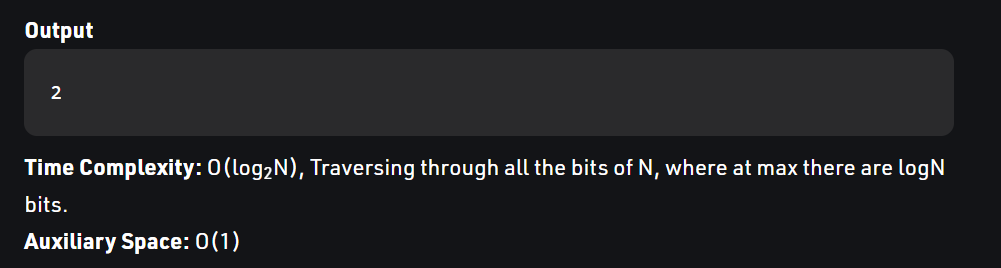 Output
2
Time Complexity: O(log₂N), Traversing through all the bits of N, where at max there are logN
bits.
Auxiliary Space: O(1)